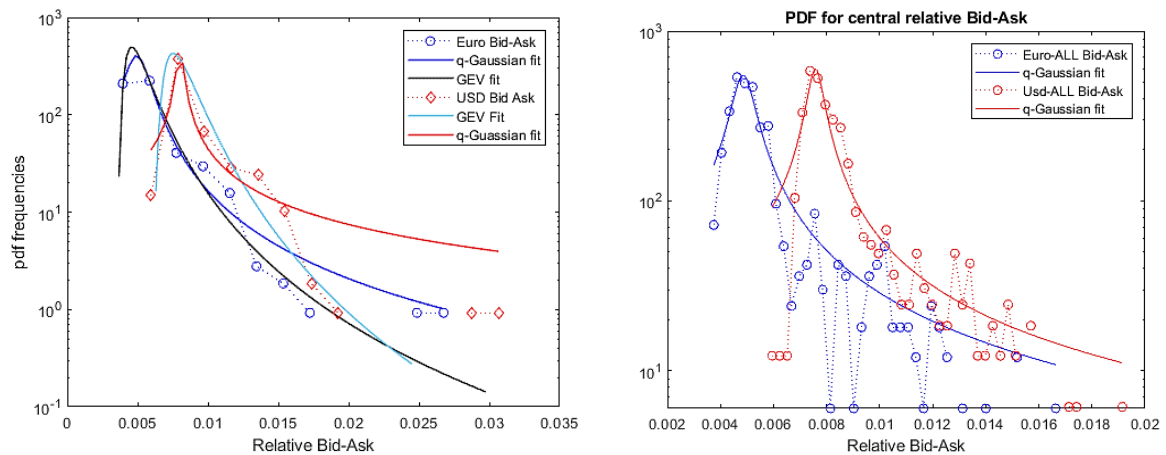 10^3
10^2
10^1
10^0
10^-1
pdf frequencies
0
0.005
0.01
0.015
0.02
0.025
0.03
0.035
Relative Bid-Ask
Euro Bid-Ask
q-Gaussian fit
GEV fit
USD Bid Ask
GEV Fit
q-Guassian fit
PDF for central relative Bid-Ask
10^3
10^2
10^1
0.002
0.004
0.006
0.008
0.01
0.012
0.014
0.016
0.018
0.02
Relative Bid-Ask
Euro-ALL Bid-Ask
q-Gaussian fit
Usd-ALL Bid-Ask
q-Gaussian fit